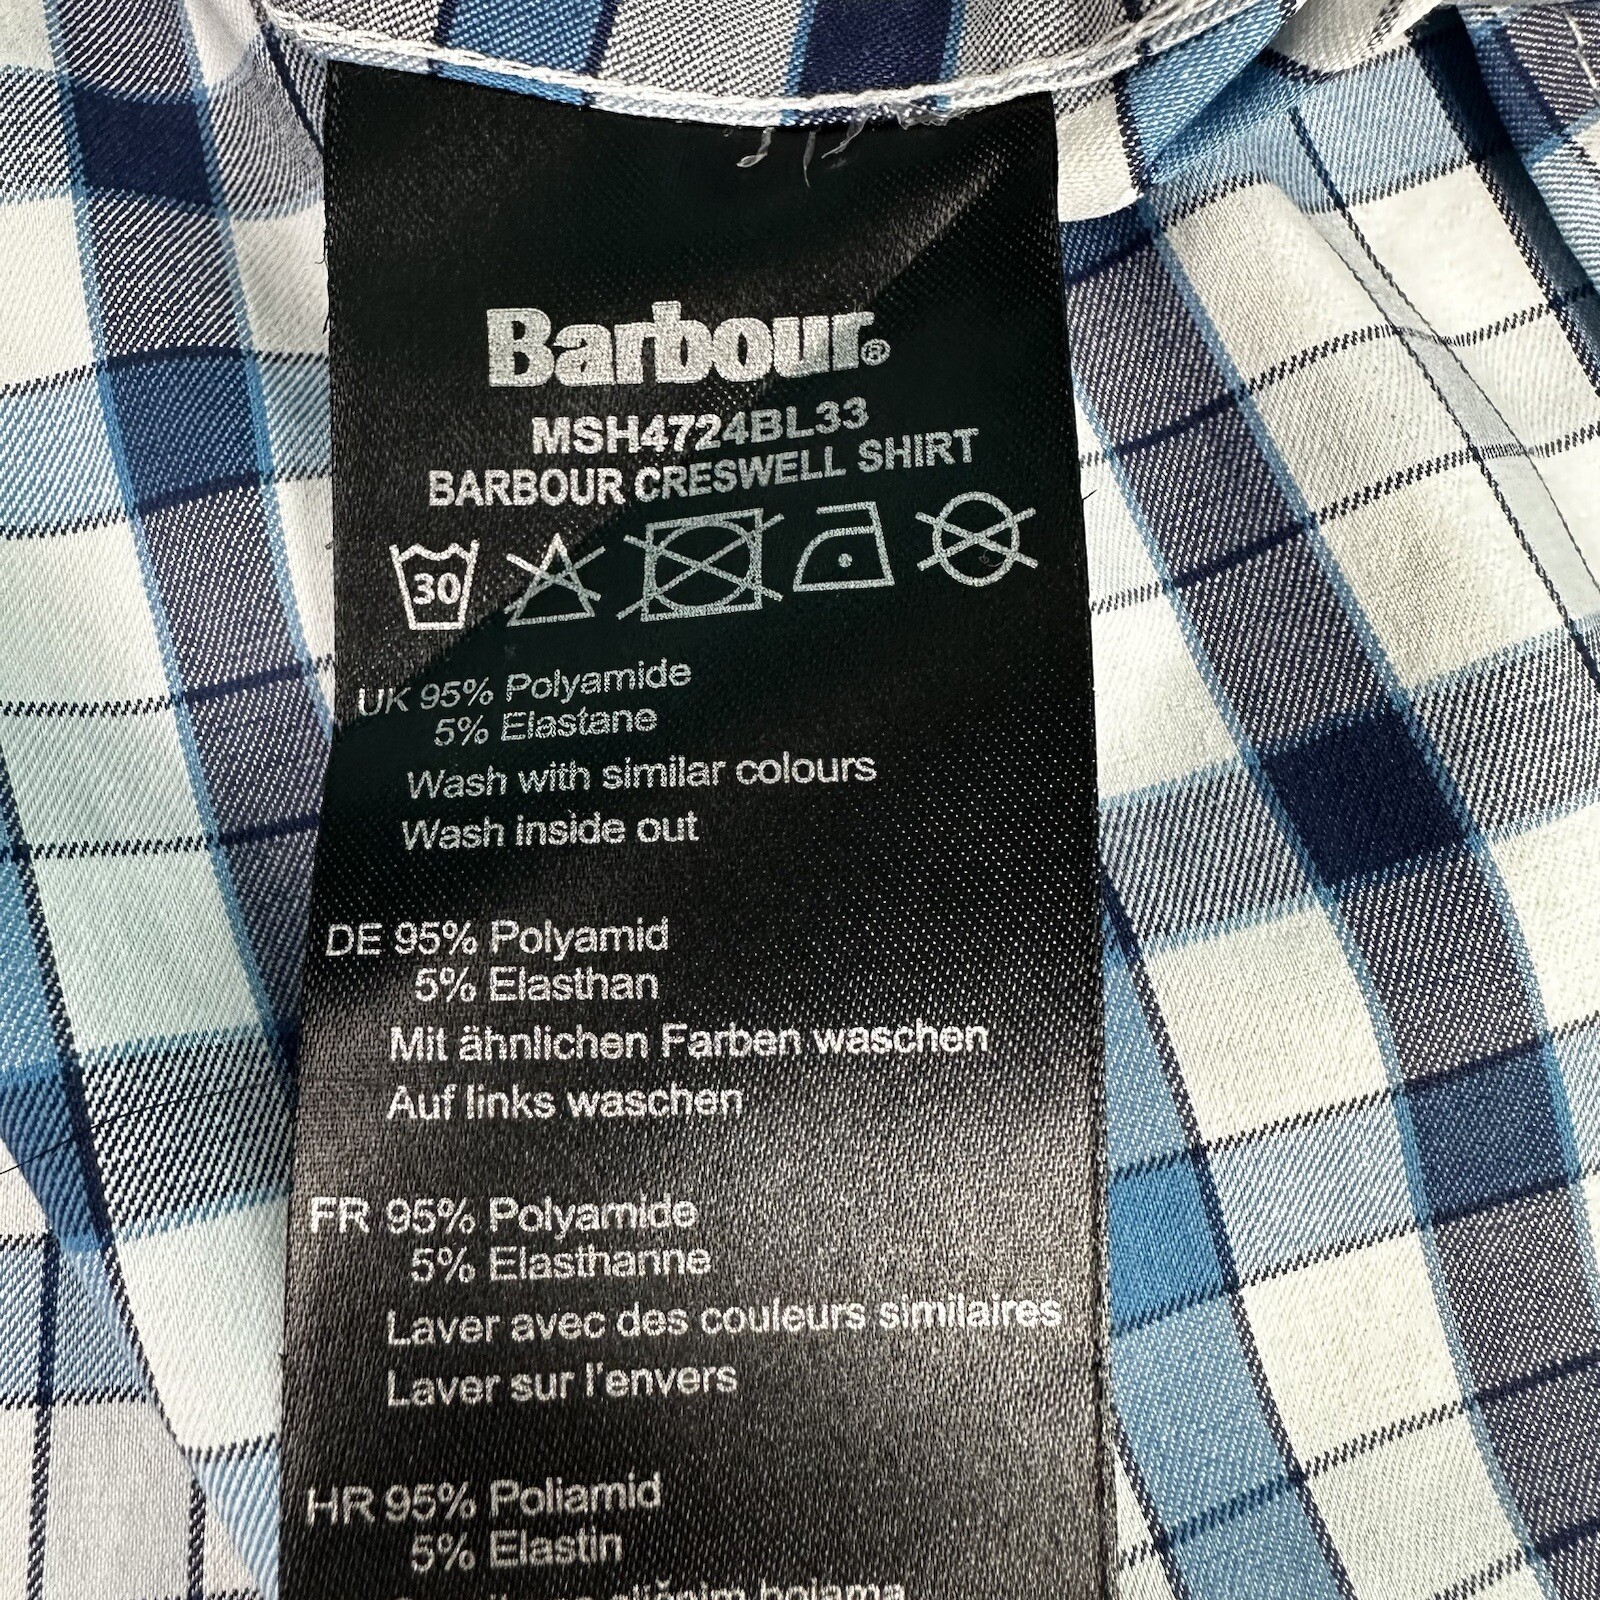 Barbour®
MSH4724BL33
BARBOUR CRESWELL SHIRT
30
UK 95% Polyamide
5% Elastane
Wash with similar colours
Wash inside out
DE 95% Polyamid
5% Elasthan
Mit ähnlichen Farben waschen
Auf links waschen
FR 95% Polyamide
5% Elasthanne
Laver avec des couleurs similaires
Laver sur l'envers
HR 95% Poliamid
5% Elastin
sličnim bojama